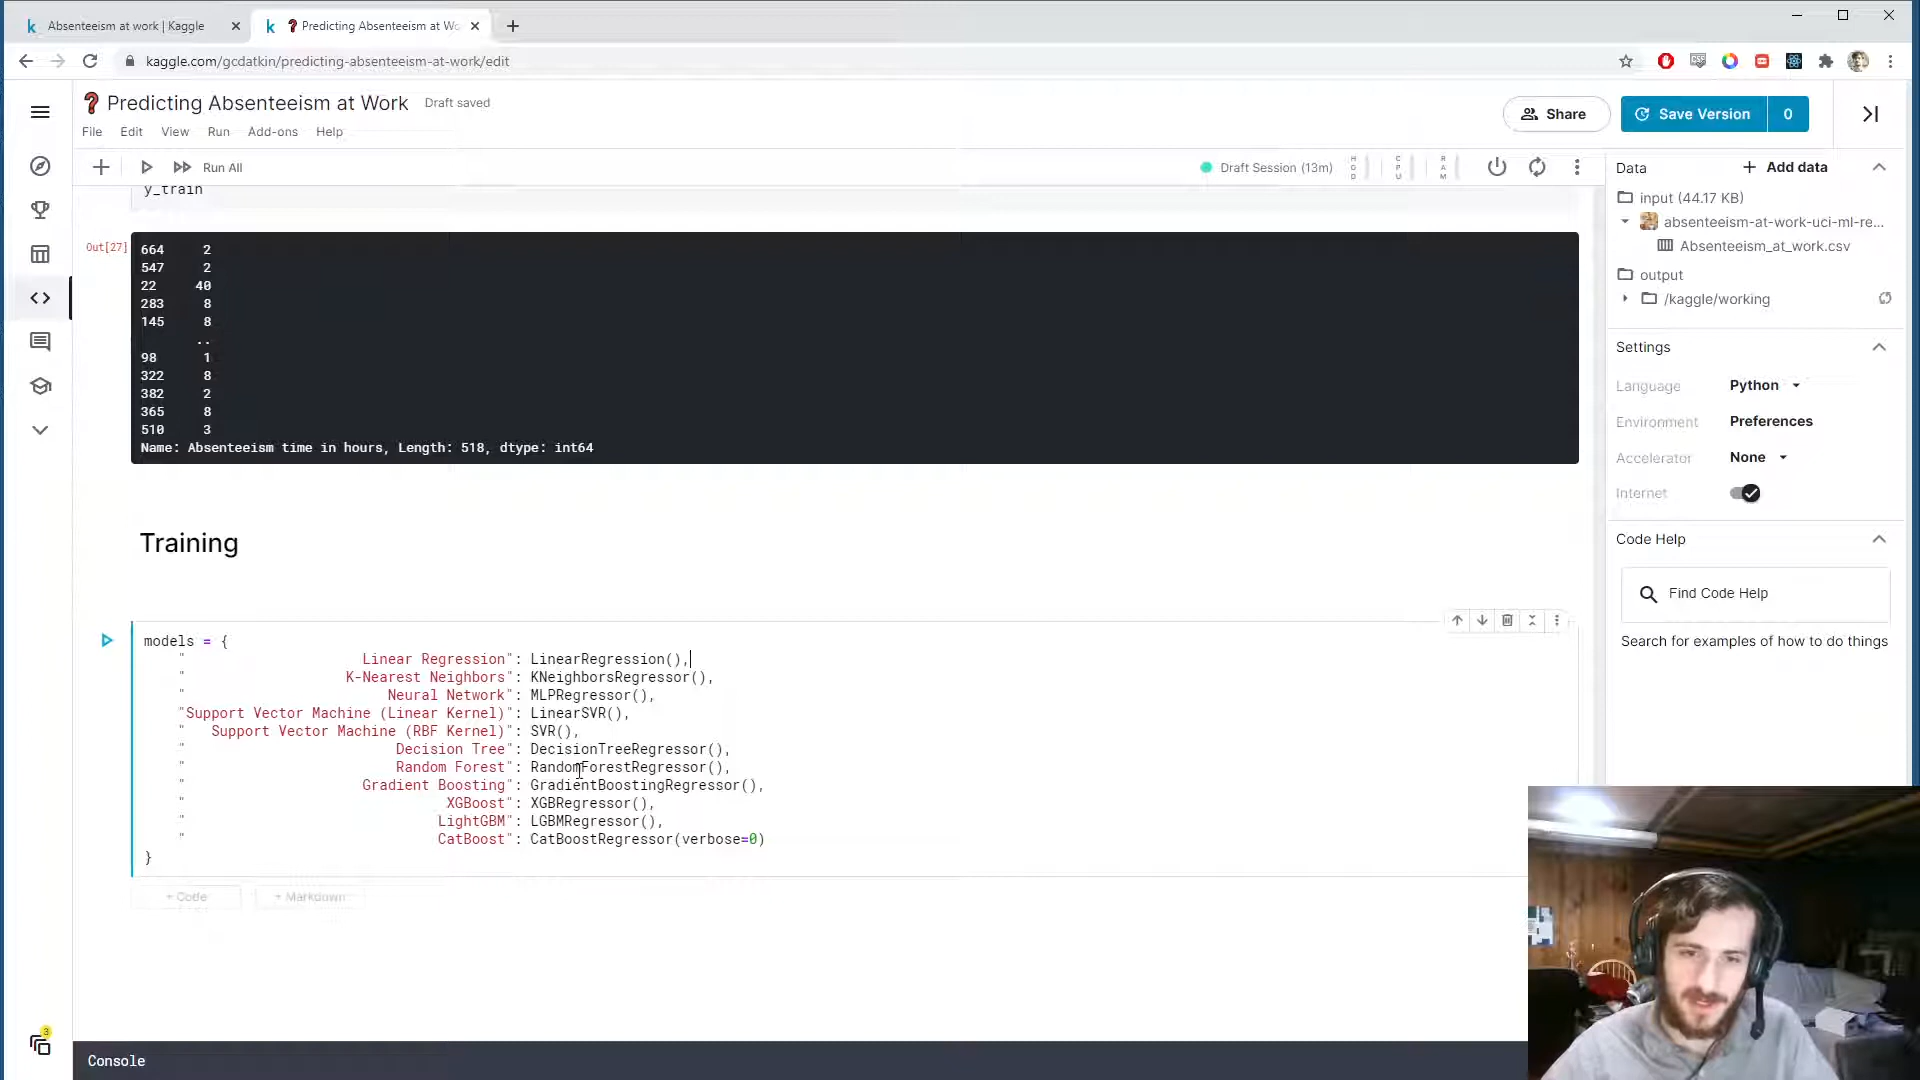 Absenteeism at work | Kaggle
Predicting Absenteeism at Wo
kaggle.com/gcdatkin/predicting-absenteeism-at-work/edit
❓ Predicting Absenteeism at Work Draft saved
File Edit View Run Add-ons Help
Share
Save Version 0
Run All
Draft Session (13m)
HDD
CPU
RAM
y_train
Out[27]
664 2
547 2
22 40
283 8
145 8
..
98 1
322 8
382 2
365 8
510 3
Name: Absenteeism time in hours, Length: 518, dtype: int64
Training
models = {
"                     Linear Regression": LinearRegression(),
"                   K-Nearest Neighbors": KNeighborsRegressor(),
"                        Neural Network": MLPRegressor(),
"Support Vector Machine (Linear Kernel)": LinearSVR(),
"   Support Vector Machine (RBF Kernel)": SVR(),
"                         Decision Tree": DecisionTreeRegressor(),
"                         Random Forest": RandomForestRegressor(),
"                     Gradient Boosting": GradientBoostingRegressor(),
"                               XGBoost": XGBRegressor(),
"                              LightGBM": LGBMRegressor(),
"                              CatBoost": CatBoostRegressor(verbose=0)
}
+ Code + Markdown
Console
3
Data
+ Add data
input (44.17 KB)
absenteeism-at-work-uci-ml-re...
Absenteeism_at_work.csv
output
/kaggle/working
Settings
Language Python
Environment Preferences
Accelerator None
Internet
Code Help
Find Code Help
Search for examples of how to do things